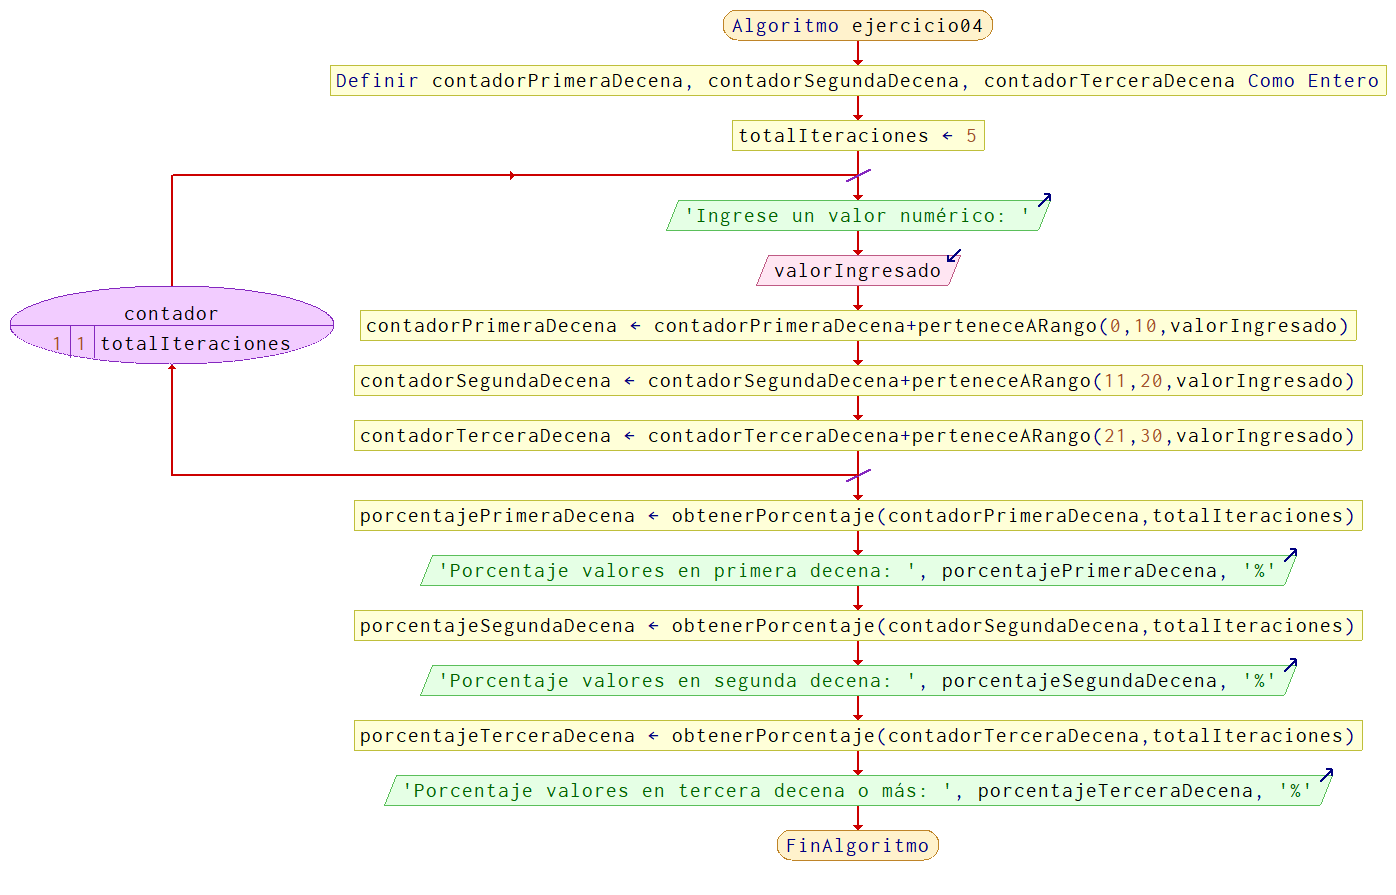 Algoritmo ejercicio04
Definir contadorPrimeraDecena, contadorSegundaDecena, contadorTerceraDecena Como Entero
totalIteraciones ← 5
'Ingrese un valor numérico: '
valorIngresado
contador
1 1 totalIteraciones
contadorPrimeraDecena ← contadorPrimeraDecena+perteneceARango(0,10,valorIngresado)
contadorSegundaDecena ← contadorSegundaDecena+perteneceARango(11,20,valorIngresado)
contadorTerceraDecena ← contadorTerceraDecena+perteneceARango(21,30,valorIngresado)
porcentajePrimeraDecena ← obtenerPorcentaje(contadorPrimeraDecena,totalIteraciones)
'Porcentaje valores en primera decena: ', porcentajePrimeraDecena, '%'
porcentajeSegundaDecena ← obtenerPorcentaje(contadorSegundaDecena,totalIteraciones)
'Porcentaje valores en segunda decena: ', porcentajeSegundaDecena, '%'
porcentajeTerceraDecena ← obtenerPorcentaje(contadorTerceraDecena,totalIteraciones)
'Porcentaje valores en tercera decena o más: ', porcentajeTerceraDecena, '%'
FinAlgoritmo